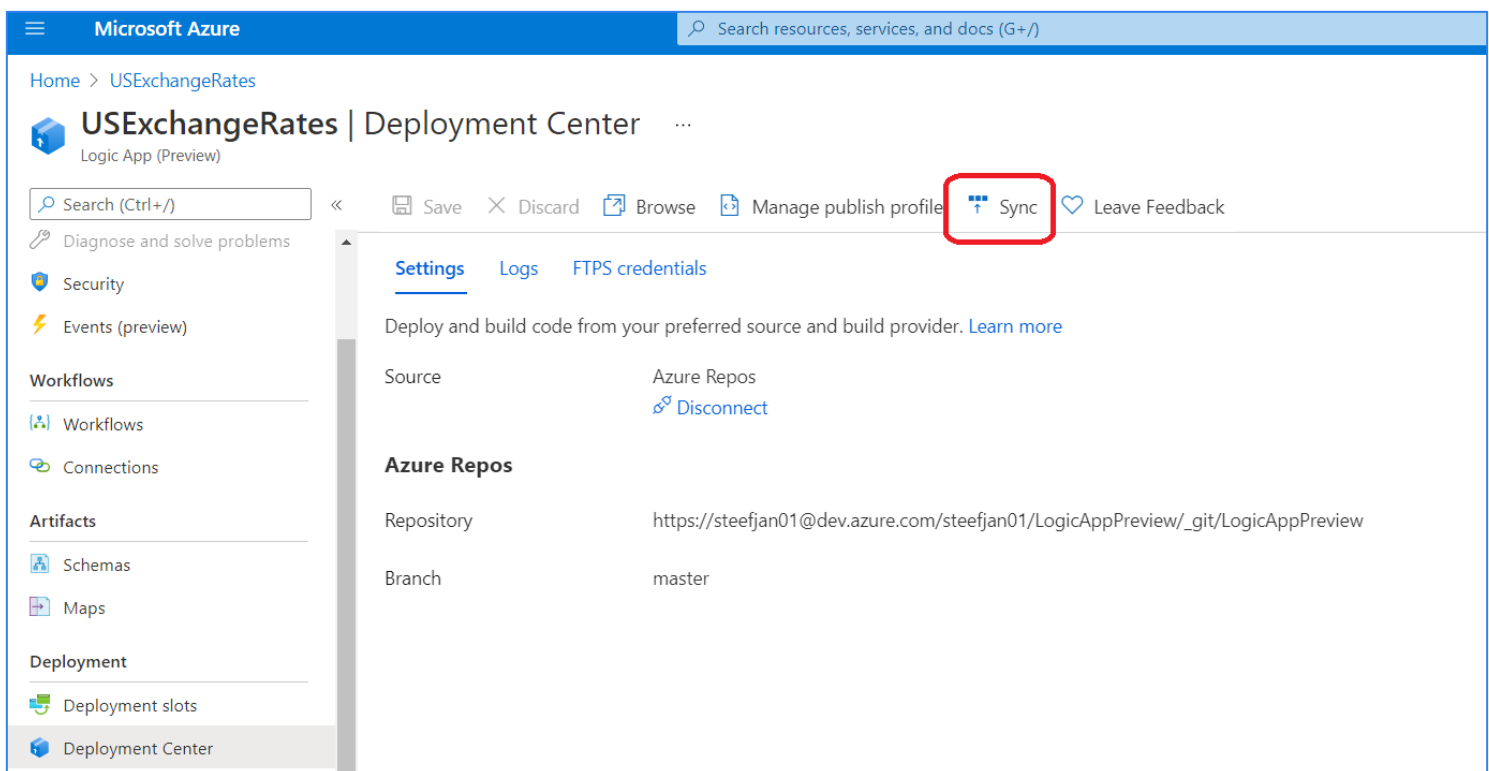 Microsoft Azure
Search resources, services, and docs (G+/)
Home > USExchangeRates
USExchangeRates | Deployment Center ...
Logic App (Preview)
Search (Ctrl+/) «
Save Discard Browse Manage publish profile Sync Leave Feedback
Diagnose and solve problems
Security
Events (preview)
Workflows
Workflows
Connections
Artifacts
Schemas
Maps
Deployment
Deployment slots
Deployment Center
Settings Logs FTPS credentials
Deploy and build code from your preferred source and build provider. Learn more
Source Azure Repos
Disconnect
Azure Repos
Repository https://steefjan01@dev.azure.com/steefjan01/LogicAppPreview/_git/LogicAppPreview
Branch master